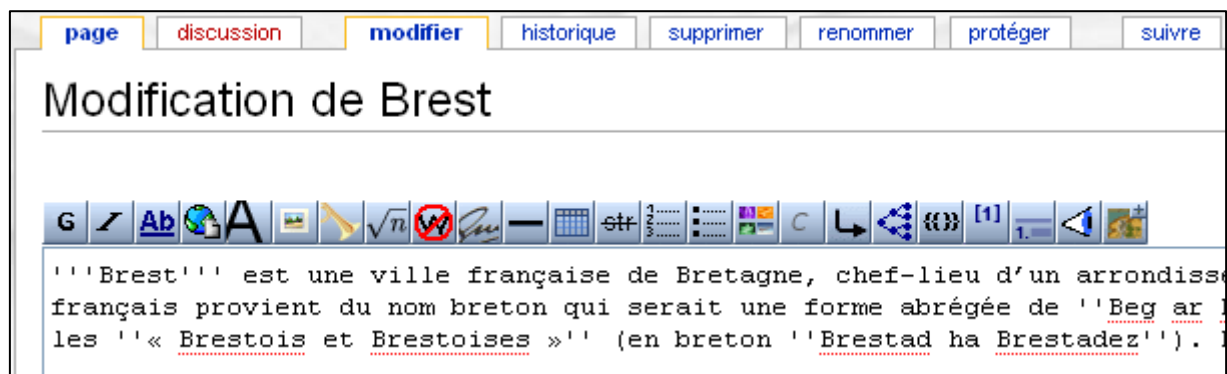 page discussion modifier historique supprimer renommer protéger suivre
Modification de Brest
G I Ab A √n W str C «» [1] 1.
'''Brest''' est une ville française de Bretagne, chef-lieu d'un arrondiss
français provient du nom breton qui serait une forme abrégée de ''Beg ar
les ''« Brestois et Brestoises »'' (en breton ''Brestad ha Brestadez'').